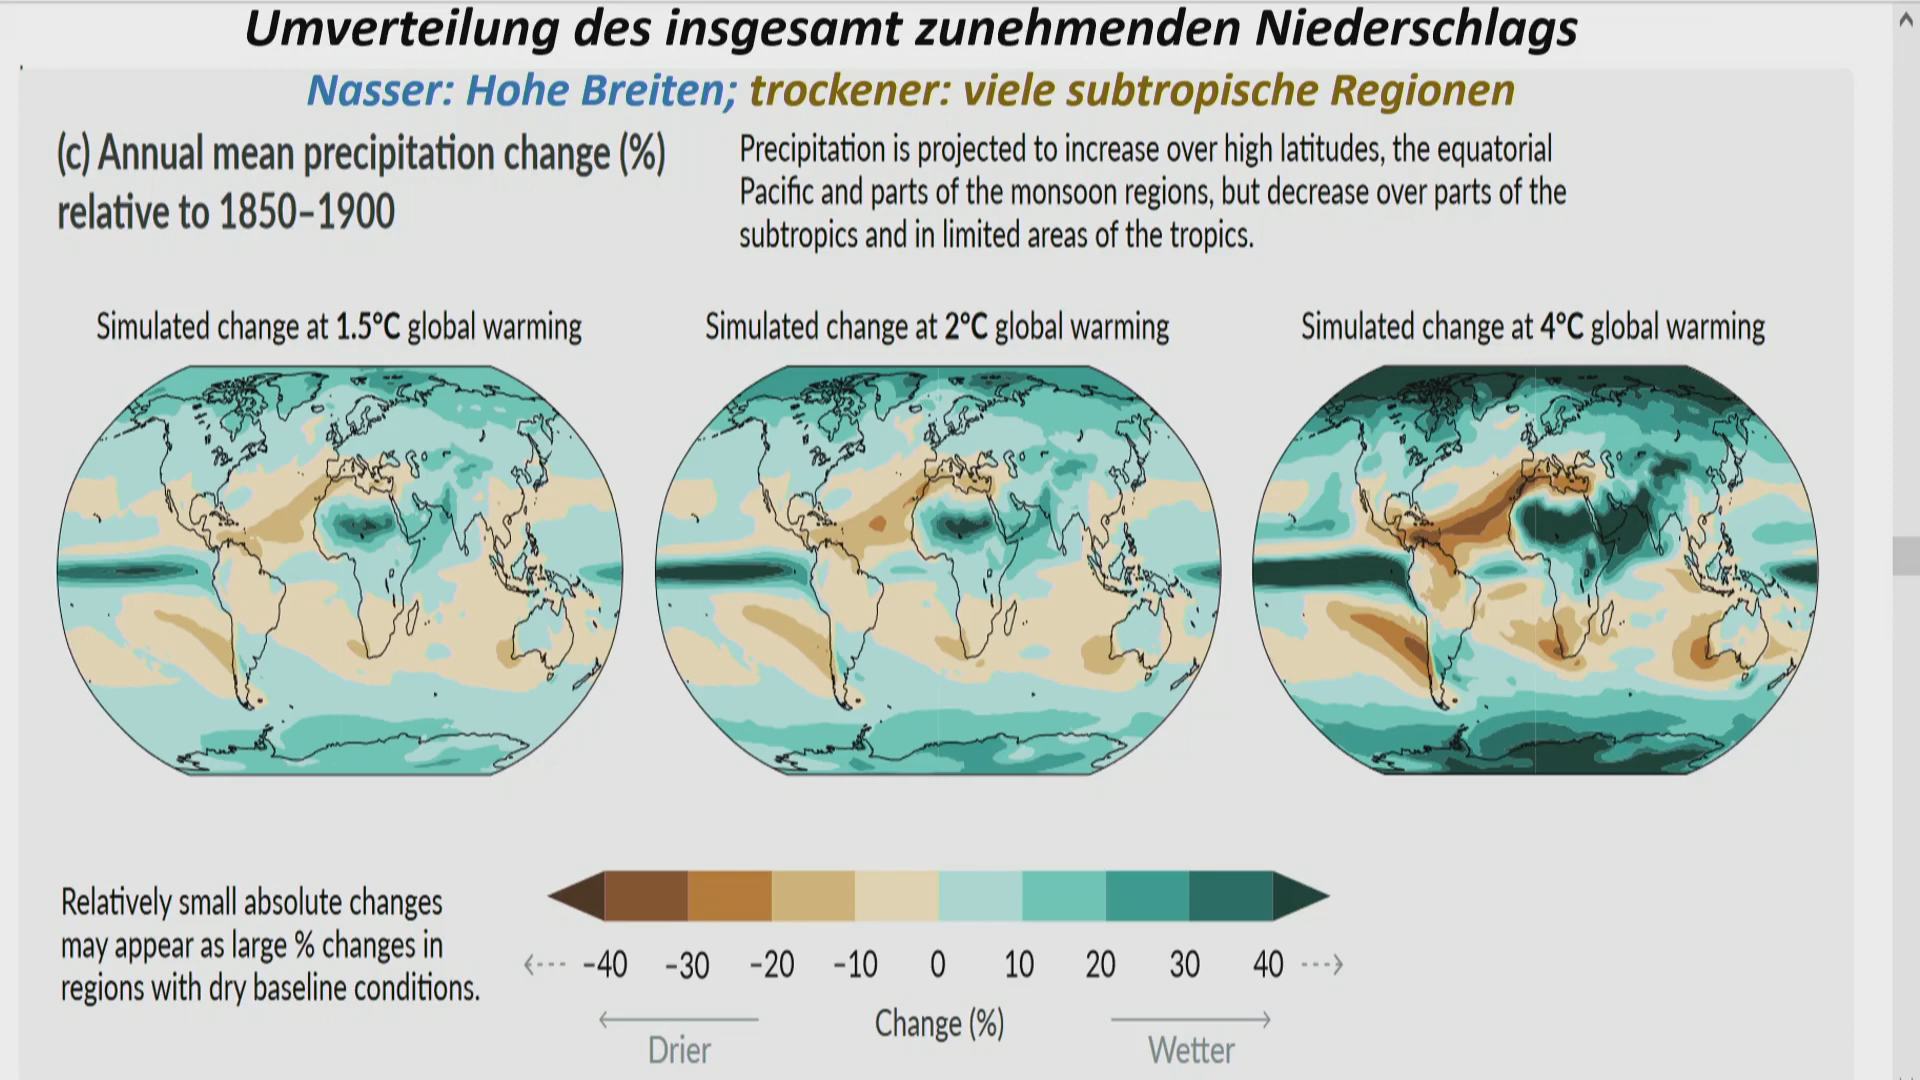 Umverteilung des insgesamt zunehmenden Niederschlags
Nasser: Hohe Breiten; trockener: viele subtropische Regionen
(c) Annual mean precipitation change (%)
relative to 1850–1900
Precipitation is projected to increase over high latitudes, the equatorial
Pacific and parts of the monsoon regions, but decrease over parts of the
subtropics and in limited areas of the tropics.
Simulated change at 1.5°C global warming
Simulated change at 2°C global warming
Simulated change at 4°C global warming
Relatively small absolute changes
may appear as large % changes in
regions with dry baseline conditions.
−40 −30 −20 −10 0 10 20 30 40
Change (%)
Drier
Wetter